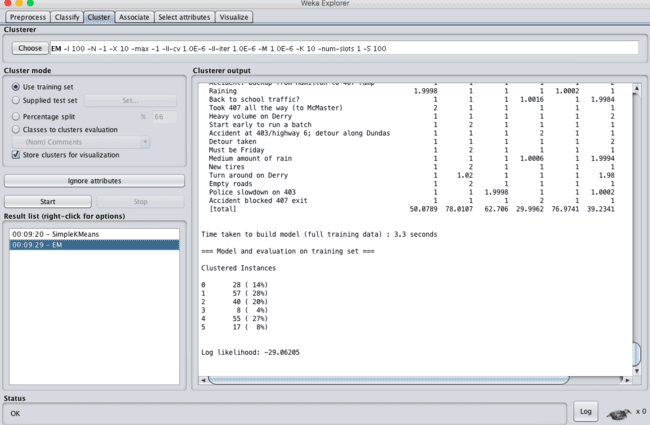 Weka Explorer
Preprocess Classify Cluster Associate Select attributes Visualize
Clusterer
Choose EM -I 100 -N -1 -X 10 -max -1 -ll-cv 1.0E-6 -ll-iter 1.0E-6 -M 1.0E-6 -K 10 -num-slots 1 -S 100
Cluster mode
Use training set
Supplied test set Set...
Percentage split % 66
Classes to clusters evaluation
(Nom) Comments
Store clusters for visualization
Ignore attributes
Start Stop
Result list (right-click for options)
00:09:20 - SimpleKMeans
00:09:29 - EM
Clusterer output
Accident: backup from Hamilton to 407 ramp 1 1 1 1 1 2
Raining 1.9998 1 1 1 1.0002 1
Back to school traffic? 1 1 1 1.0016 1 1.9984
Took 407 all the way (to McMaster) 2 1 1 1 1 1
Heavy volume on Derry 1 1 1 1 1 2
Start early to run a batch 1 2 1 1 1 1
Accident at 403/highway 6; detour along Dundas 1 1 1 2 1 1
Detour taken 1 1 1 1 1 2
Must be Friday 1 2 1 1 1 1
Medium amount of rain 1 1 1 1.0006 1 1.9994
New tires 1 2 1 1 1 1
Turn around on Derry 1 1.02 1 1 1 1.98
Empty roads 1 2 1 1 1 1
Police slowdown on 403 1 1 1.9998 1 1 1.0002
Accident blocked 407 exit 1 1 1 2 1 1
[total] 50.0789 78.0107 62.706 29.9962 76.9741 39.2341
Time taken to build model (full training data) : 3.3 seconds
=== Model and evaluation on training set ===
Clustered Instances
0 28 ( 14%)
1 57 ( 28%)
2 40 ( 20%)
3 8 ( 4%)
4 55 ( 27%)
5 17 ( 8%)
Log likelihood: -29.06205
Status
OK
Log
x 0